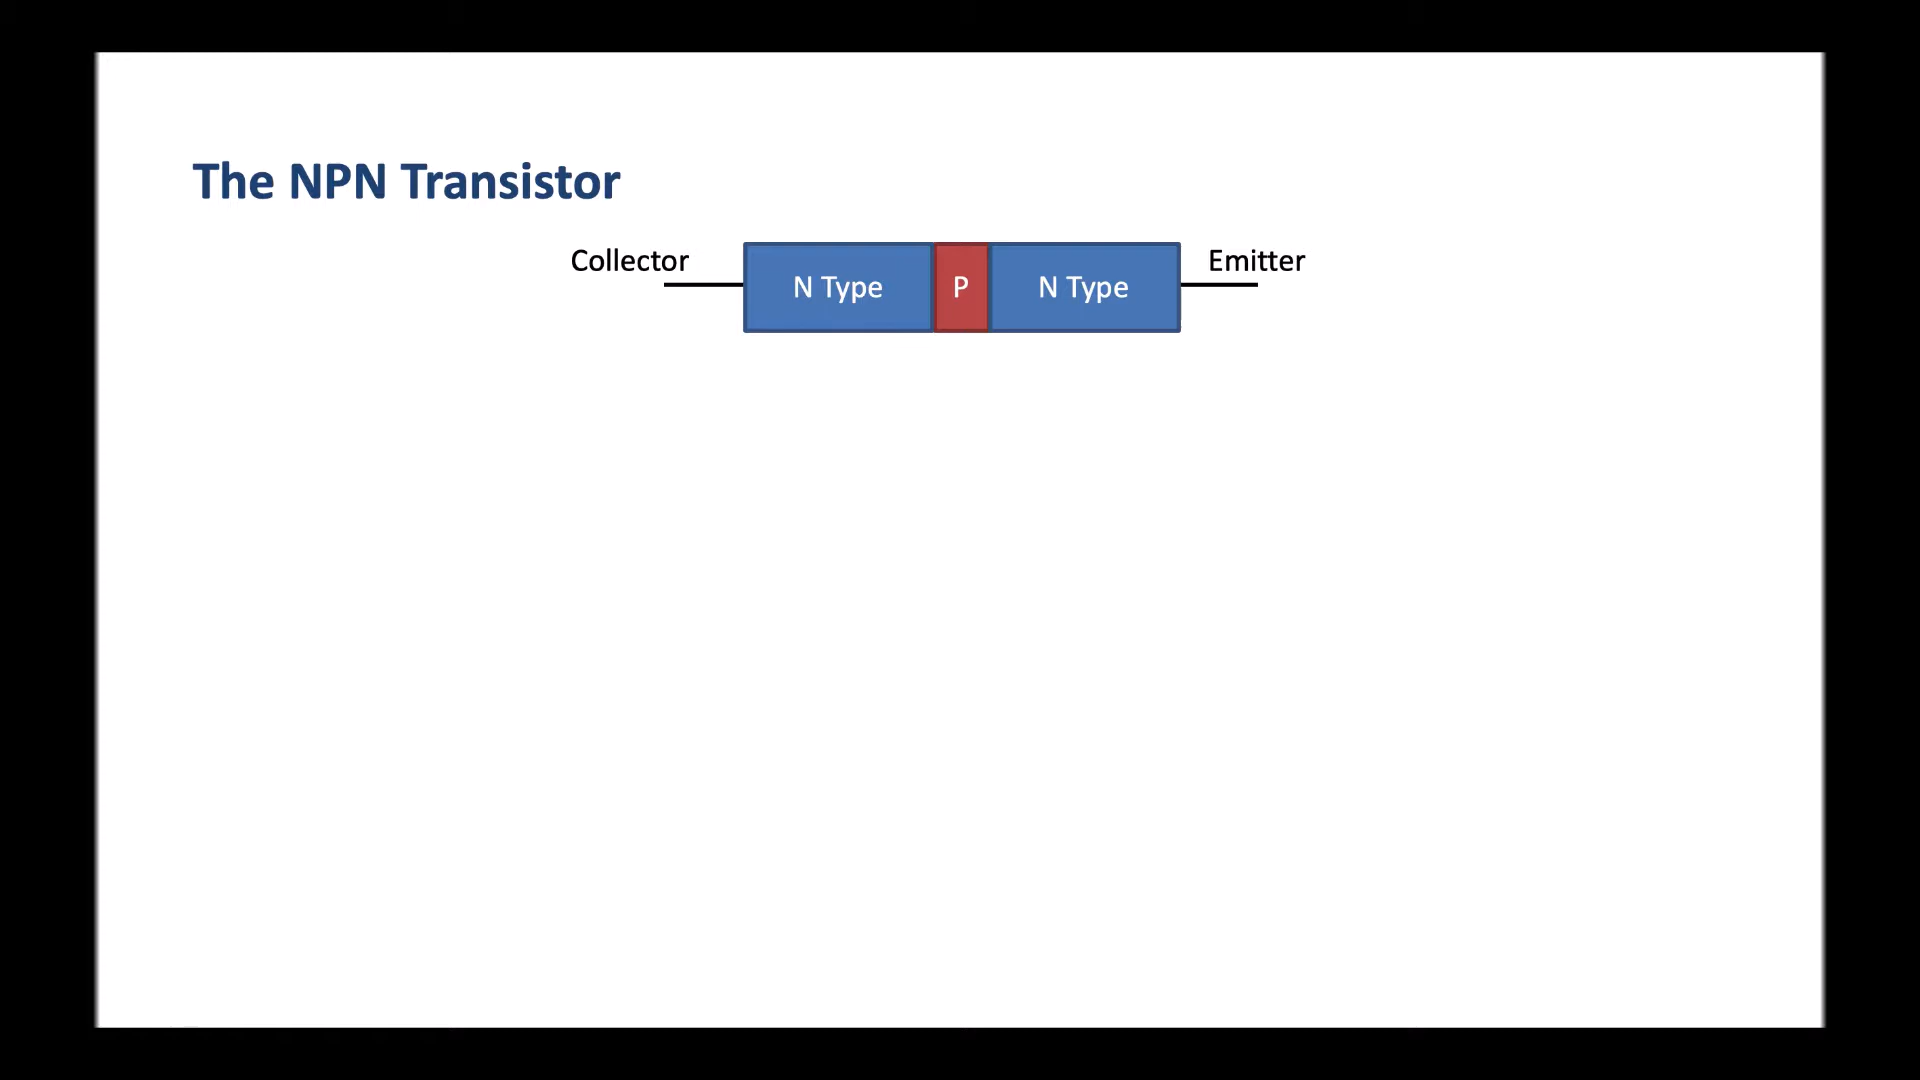 The NPN Transistor
Collector
N Type
P
N Type
Emitter